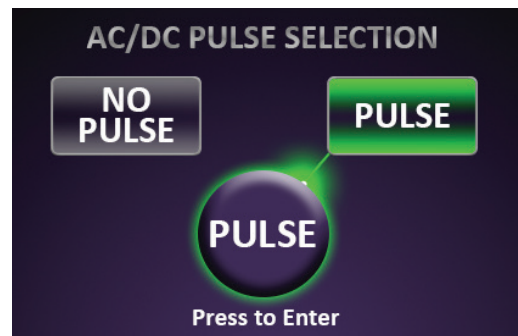 AC/DC PULSE SELECTION
NO
PULSE
PULSE
PULSE
Press to Enter